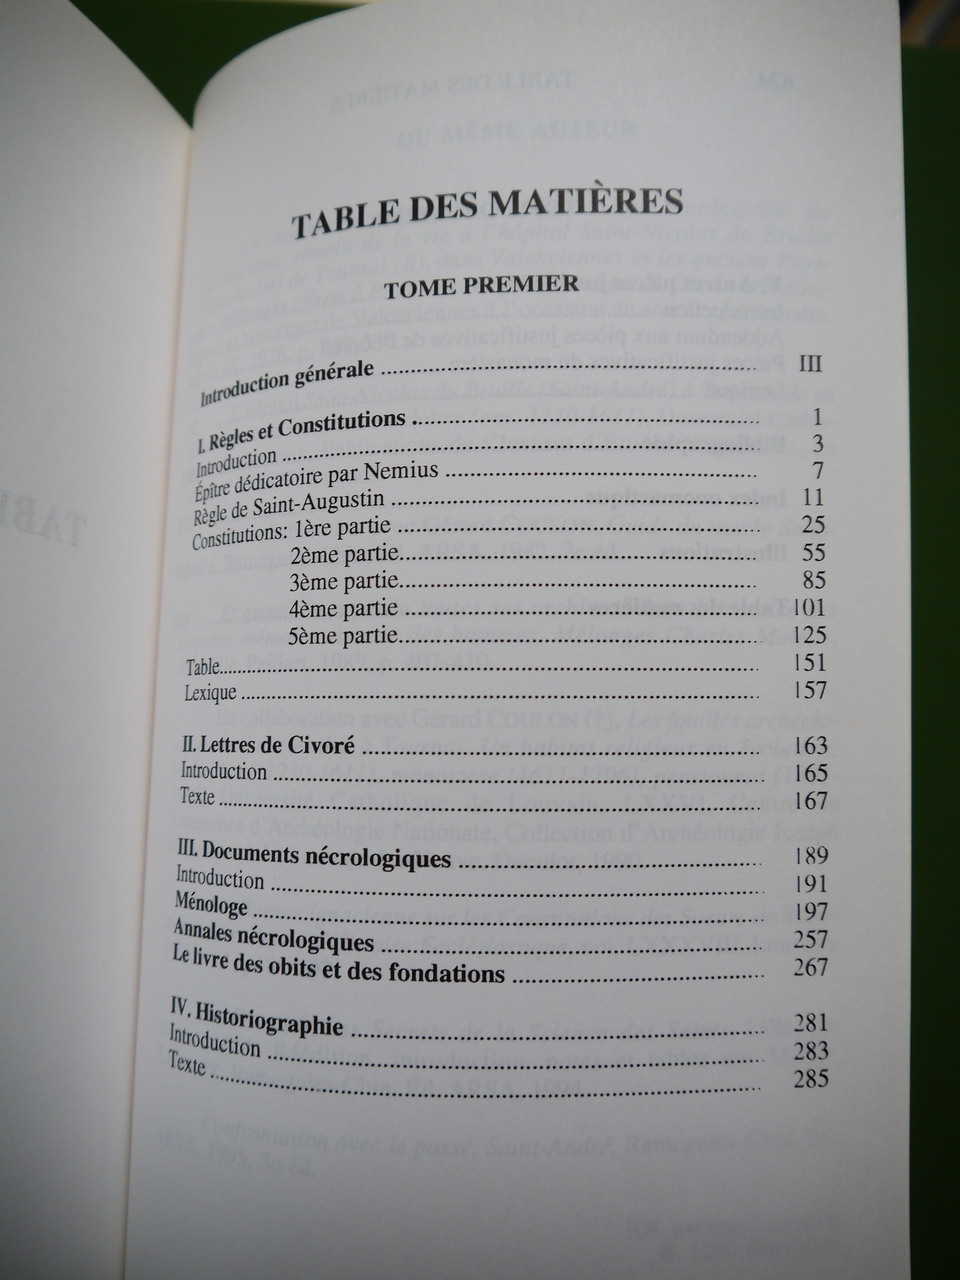 TABLE DES MATIÈRES
TOME PREMIER
Introduction générale ........................................................ III
I. Règles et Constitutions ................................................... 1
Introduction ................................................................. 3
Épître dédicatoire par Nemius ................................................ 7
Règle de Saint-Augustin ...................................................... 11
Constitutions: 1ère partie ................................................... 25
2ème partie................................................... 55
3ème partie................................................... 85
4ème partie .................................................. 101
5ème partie................................................... 125
Table......................................................................... 151
Lexique ...................................................................... 157
II. Lettres de Civoré ........................................................ 163
Introduction ................................................................. 165
Texte ........................................................................ 167
III. Documents nécrologiques ................................................. 189
Introduction ................................................................. 191
Ménologe ..................................................................... 197
Annales nécrologiques ........................................................ 257
Le livre des obits et des fondations ......................................... 267
IV. Historiographie .......................................................... 281
Introduction ................................................................. 283
Texte ........................................................................ 285